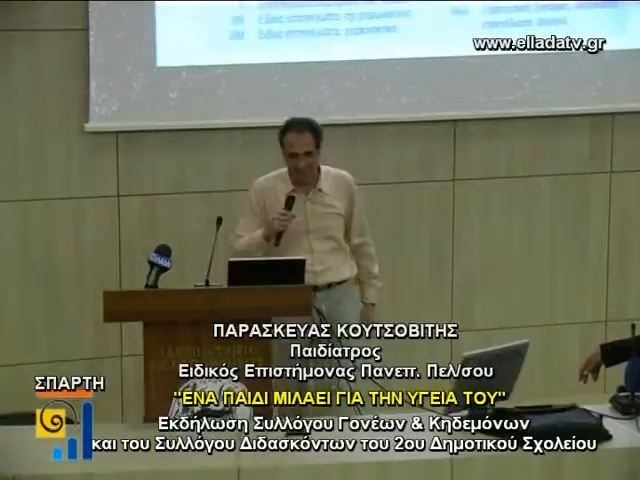 www.elladatv.gr
ΠΑΡΑΣΚΕΥΑΣ ΚΟΥΤΣΟΒΙΤΗΣ
Παιδίατρος
Ειδικός Επιστήμονας Πανεπ. Πελ/σου
ΣΠΑΡΤΗ
"ΕΝΑ ΠΑΙΔΙ ΜΙΛΑΕΙ ΓΙΑ ΤΗΝ ΥΓΕΙΑ ΤΟΥ"
Εκδήλωση Συλλόγου Γονέων & Κηδεμόνων
και του Συλλόγου Διδασκόντων του 2ου Δημοτικού Σχολείου